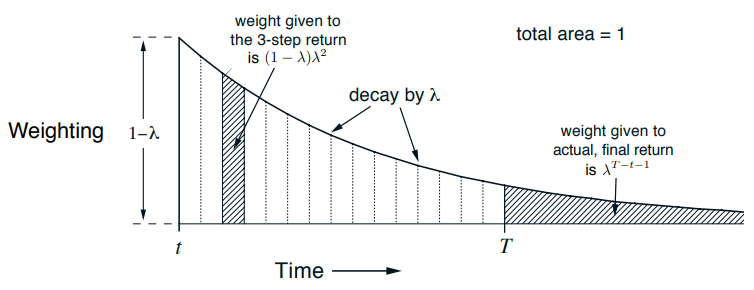 weight given to
the 3-step return
is (1 − λ)λ²
total area = 1
decay by λ
Weighting
1−λ
weight given to
actual, final return
is λᵀ⁻ᵗ⁻¹
t
T
Time